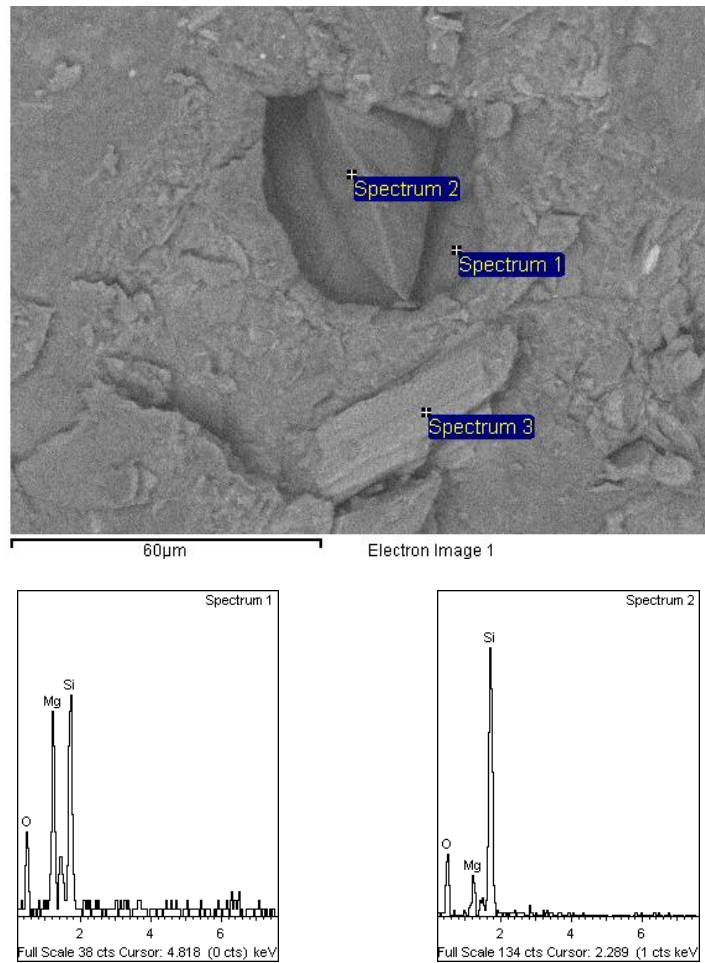 Spectrum 2
Spectrum 1
Spectrum 3
60µm
Electron Image 1
Spectrum 1
Si
Mg
O
2
4
6
Full Scale 38 cts Cursor: 4.818 (0 cts) keV
Spectrum 2
Si
O
Mg
2
4
6
Full Scale 134 cts Cursor: 2.289 (1 cts keV